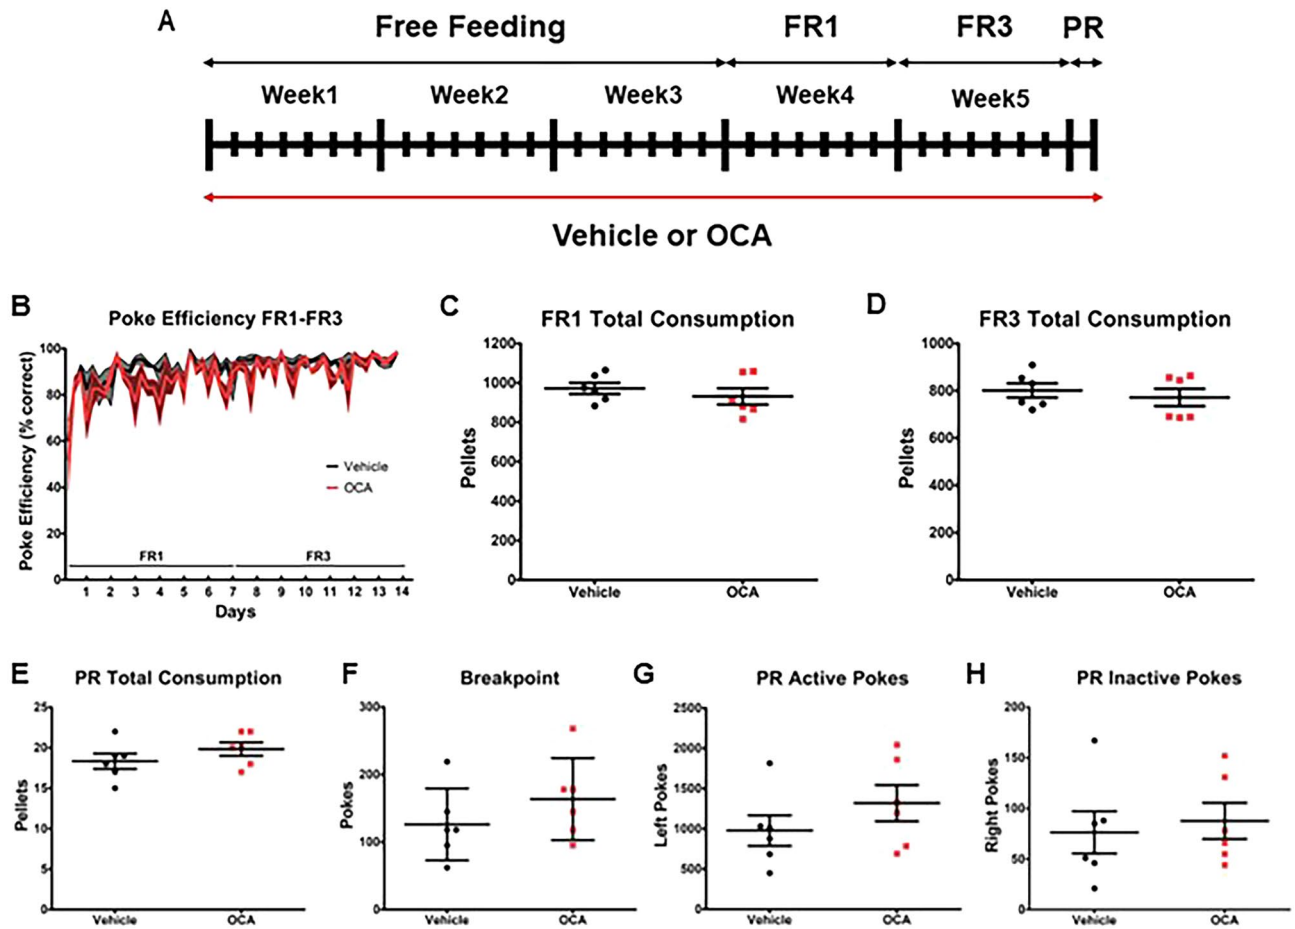 A
Free Feeding FR1 FR3 PR
Week1 Week2 Week3 Week4 Week5
Vehicle or OCA
B
Poke Efficiency FR1-FR3
Poke Efficiency (% correct)
100
80
60
40
20
0
Vehicle
OCA
FR1 FR3
1 2 3 4 5 6 7 8 9 10 11 12 13 14
Days
C
FR1 Total Consumption
Pellets
1200
1000
800
600
400
200
0
Vehicle OCA
D
FR3 Total Consumption
Pellets
1000
800
600
400
200
0
Vehicle OCA
E
PR Total Consumption
Pellets
25
20
15
10
5
0
Vehicle OCA
F
Breakpoint
Pokes
300
200
100
0
Vehicle OCA
G
PR Active Pokes
Left Pokes
2500
2000
1500
1000
500
0
Vehicle OCA
H
PR Inactive Pokes
Right Pokes
200
150
100
50
0
Vehicle OCA